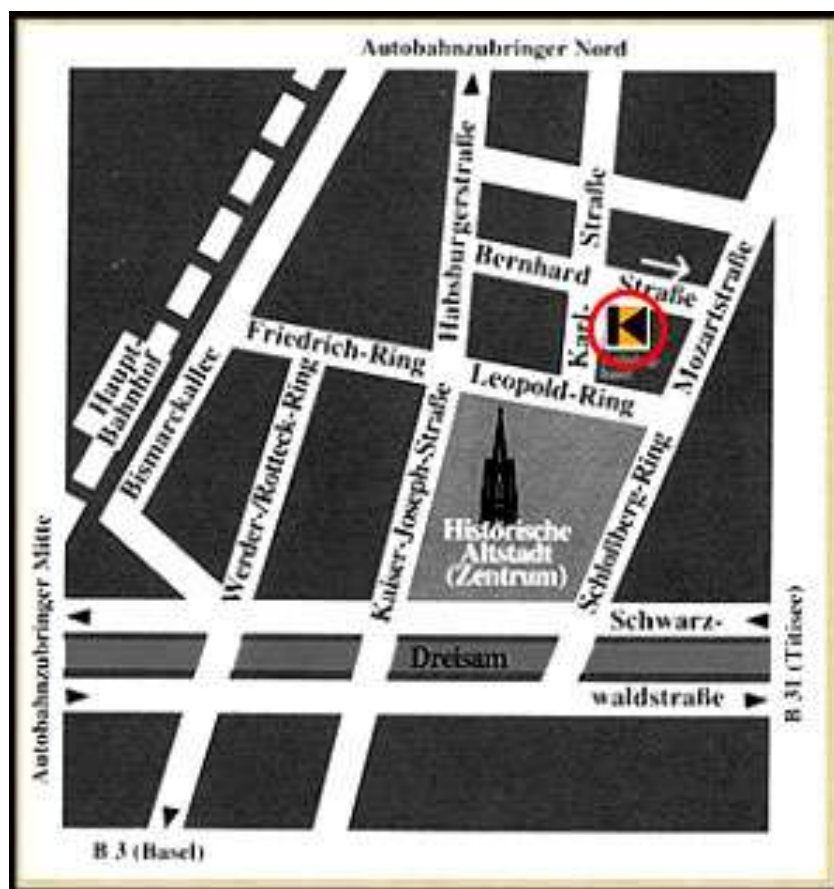 Autobahnzubringer Nord
Habsburgerstraße
Straße
Bernhard
Straße
Karl-
Mozartstraße
Haupt-
Bahnhof
Bismarckallee
Friedrich-Ring
Leopold-Ring
Werder-/Rotteck-Ring
Kaiser-Joseph-Straße
Historische
Altstadt
(Zentrum)
Schloßberg-Ring
Autobahnzubringer Mitte
Schwarz-
Dreisam
waldstraße
B 31 (Titisee)
B 3 (Basel)